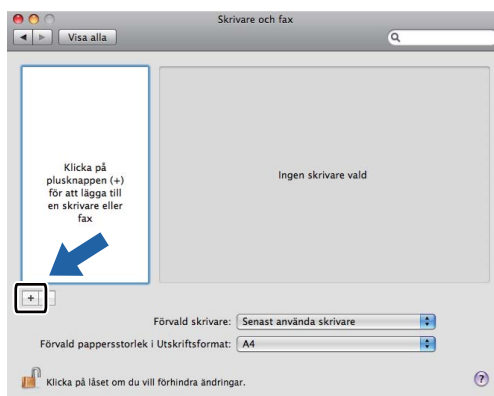 Skrivare och fax
Visa alla
Klicka på
plusknappen (+)
för att lägga till
en skrivare eller
fax
Ingen skrivare vald
+
Förvald skrivare: Senast använda skrivare
Förvald pappersstorlek i Utskriftsformat: A4
Klicka på låset om du vill förhindra ändringar.
?